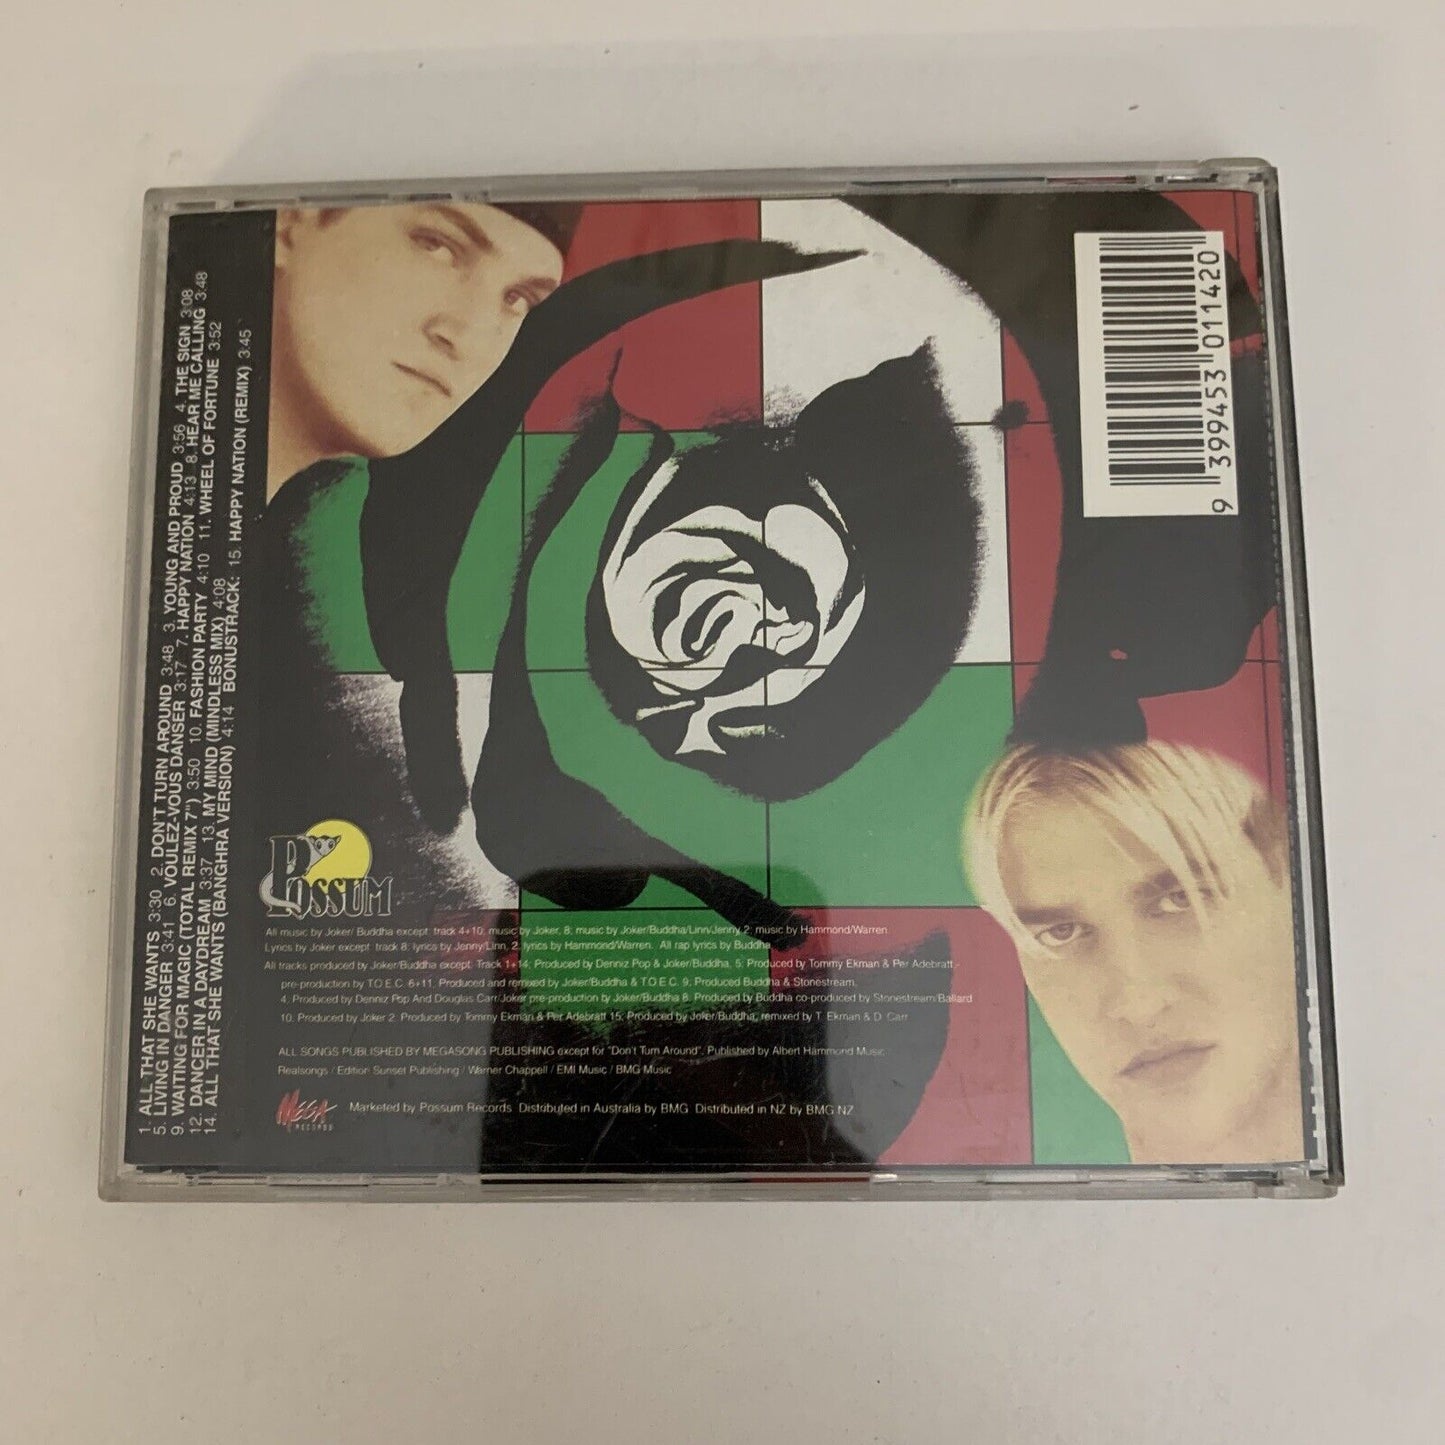 1. ALL THAT SHE WANTS 3:30 2. DON'T TURN AROUND 3:48 3. YOUNG AND PROUD 3:56 4. THE SIGN 3:08
5. LIVING IN DANGER 3:41 6. VOULEZ-VOUS DANSER 3:17 7. HAPPY NATION 4:13 8. HEAR ME CALLING 3:48
9. WAITING FOR MAGIC (TOTAL REMIX 7") 3:50 10. FASHION PARTY 4:10 11. WHEEL OF FORTUNE 3:52
12. DANCER IN A DAYDREAM 3:37 13. MY MIND (MINDLESS MIX) 4:08
14. ALL THAT SHE WANTS (BANGHRA VERSION) 4:14 BONUSTRACK: 15. HAPPY NATION (REMIX) 3:45
9 399453 011420
POSSUM
All music by Joker/ Buddha except: track 4+10; music by Joker, 8; music by Joker/Buddha/Linn/Jenny 2: music by Hammond/Warren.
Lyrics by Joker except: track 8; lyrics by Jenny/Linn, 2. lyrics by Hammond/Warren. All rap lyrics by Buddha
All tracks produced by Joker/Buddha except: Track 1+14; Produced by Denniz Pop & Joker/Buddha. 5: Produced by Tommy Ekman & Per Adebratt,-
pre-production by T.O.E.C. 6+11. Produced and remixed by Joker/Buddha & T.O.E.C. 9. Produced Buddha & Stonestream.
4. Produced by Denniz Pop And Douglas Carr/Joker pre-production by Joker/Buddha 8. Produced by Buddha co-produced by Stonestream/Ballard
10. Produced by Joker 2. Produced by Tommy Ekman & Per Adebratt 15; Produced by Joker/Buddha, remixed by T. Ekman & D. Carr
ALL SONGS PUBLISHED BY MEGASONG PUBLISHING except for "Don't Turn Around". Published by Albert Hammond Music
Realsongs / Edition Sunset Publishing / Warner Chappell / EMI Music / BMG Music
MEGA
RECORDS
Marketed by Possum Records Distributed in Australia by BMG Distributed in NZ by BMG NZ